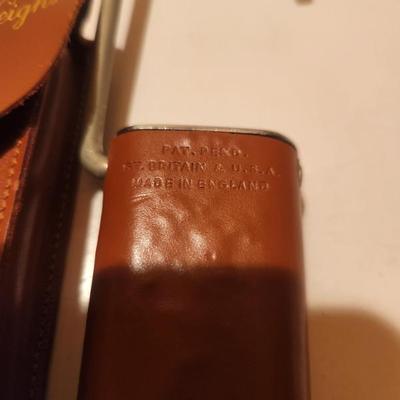 PAT. PEND.
GT. BRITAIN & U.S.A.
MADE IN ENGLAND